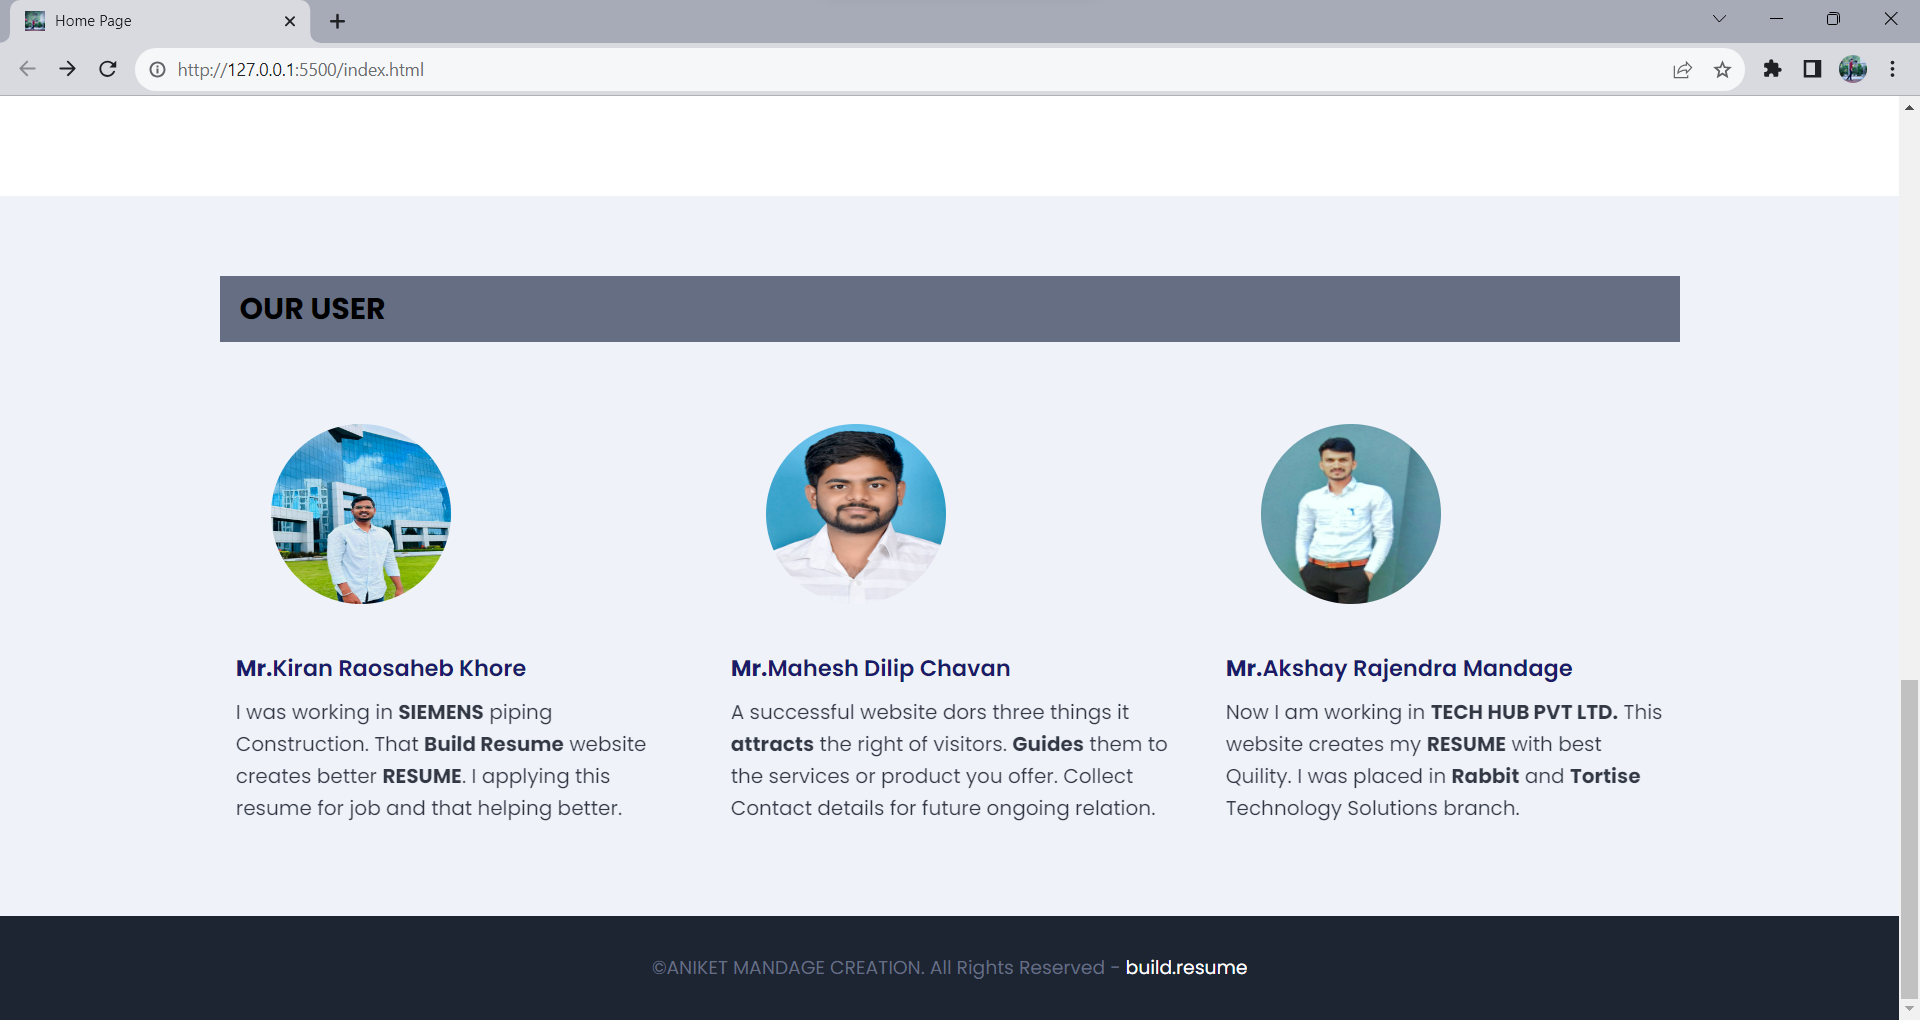 Home Page
http://127.0.0.1:5500/index.html
OUR USER
Mr.Kiran Raosaheb Khore
I was working in SIEMENS piping
Construction. That Build Resume website
creates better RESUME. I applying this
resume for job and that helping better.
Mr.Mahesh Dilip Chavan
A successful website dors three things it
attracts the right of visitors. Guides them to
the services or product you offer. Collect
Contact details for future ongoing relation.
Mr.Akshay Rajendra Mandage
Now I am working in TECH HUB PVT LTD. This
website creates my RESUME with best
Quility. I was placed in Rabbit and Tortise
Technology Solutions branch.
©ANIKET MANDAGE CREATION. All Rights Reserved - build.resume